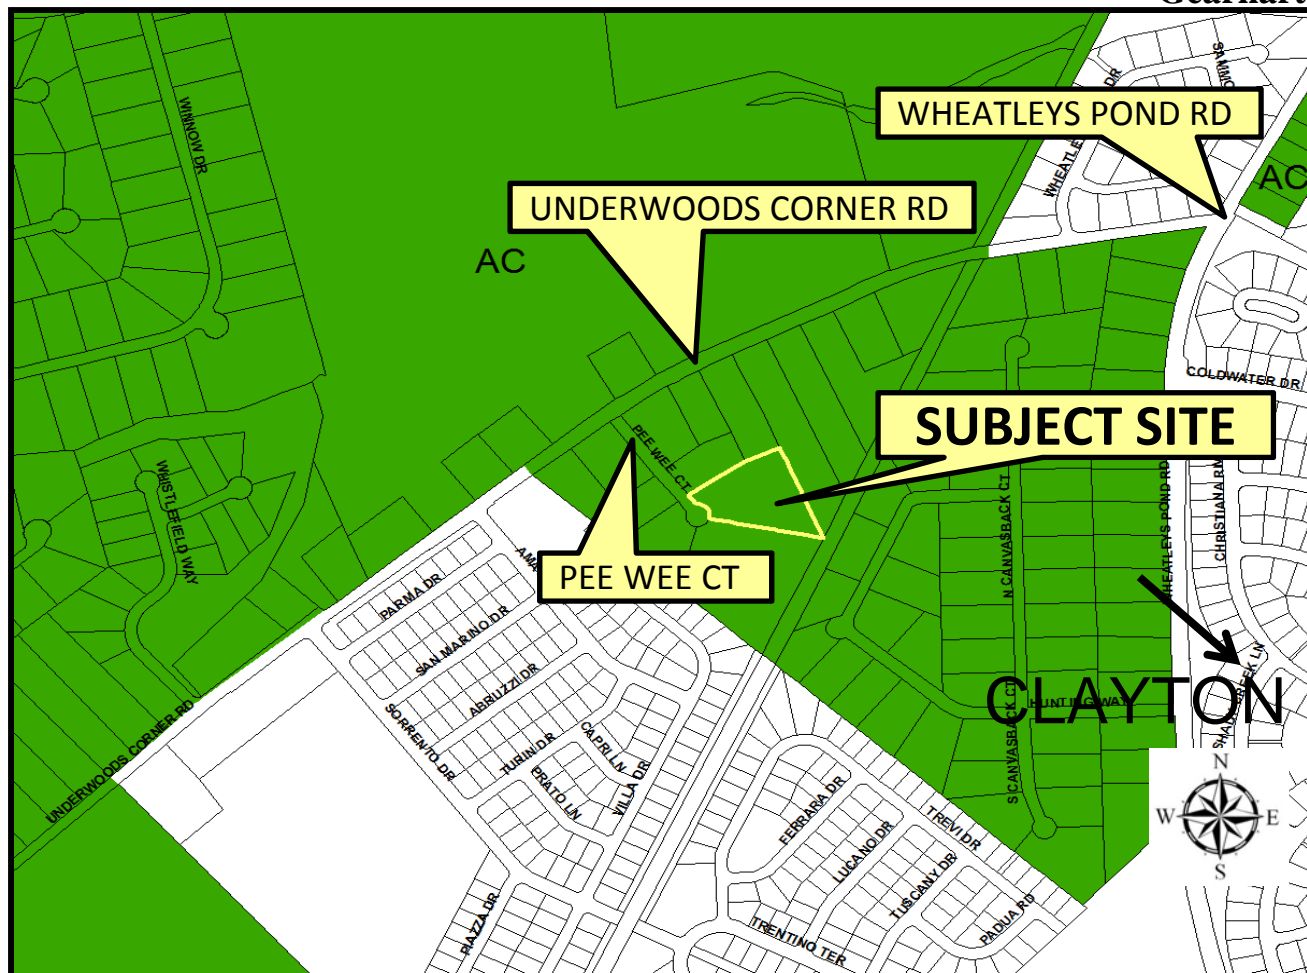 WINNOW DR
WHEATLEYS POND RD
AC
UNDERWOODS CORNER RD
AC
COLDWATER DR
SUBJECT SITE
PEE WEE CT
PEE WEE CT
WHISTLEFIELD WAY
N CANVASBACK CT
CHRISTIANA RN
PARMA DR
SAN MARINO DR
ABRUZZI DR
SORRENTO DR
TURIN DR
CAPRI LN
PRATO LN
VILLA DR
UNDERWOODS CORNER RD
CLAYTON
HUNTING WAY
S CANVASBACK CT
N
W E
S
FERRARA DR
LUCANO DR
TREVI DR
TUSCANY DR
PADUA RD
PIAZZA DR
TRENTINO TER